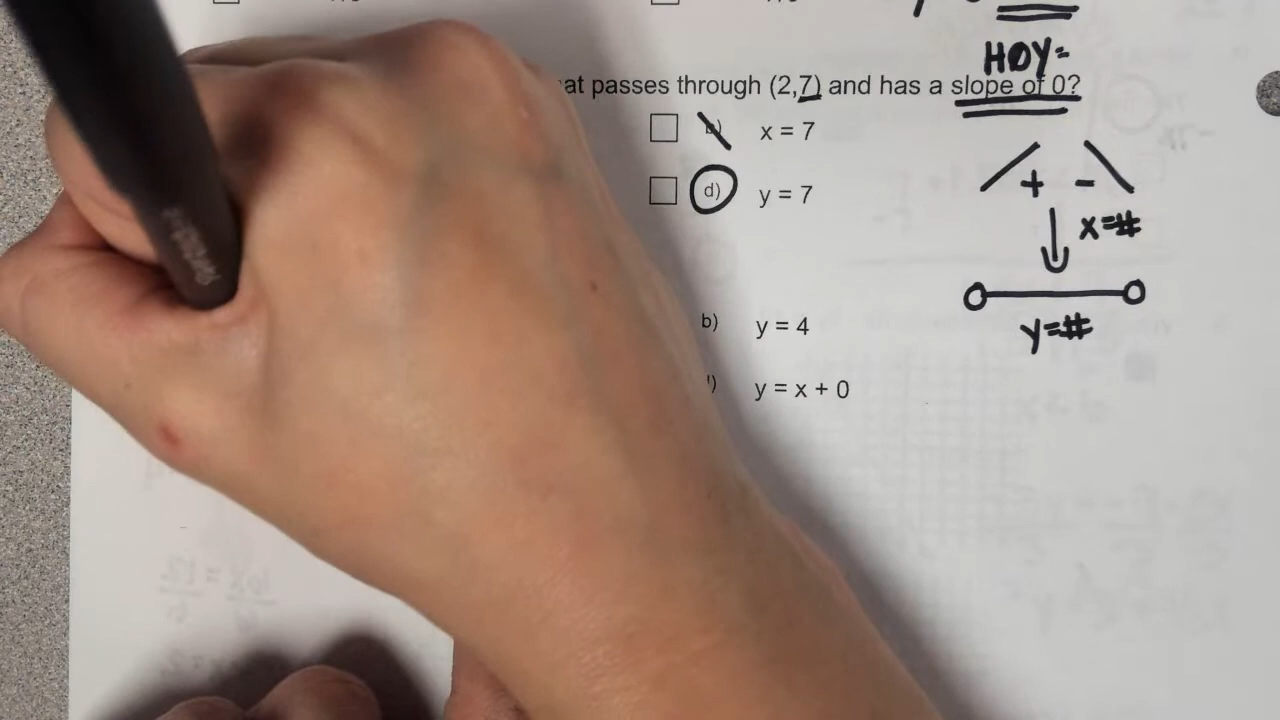 HOY=
at passes through (2,7) and has a slope of 0?
x = 7
d) y = 7
+ -
x=#
y=#
b) y = 4
) y = x + 0